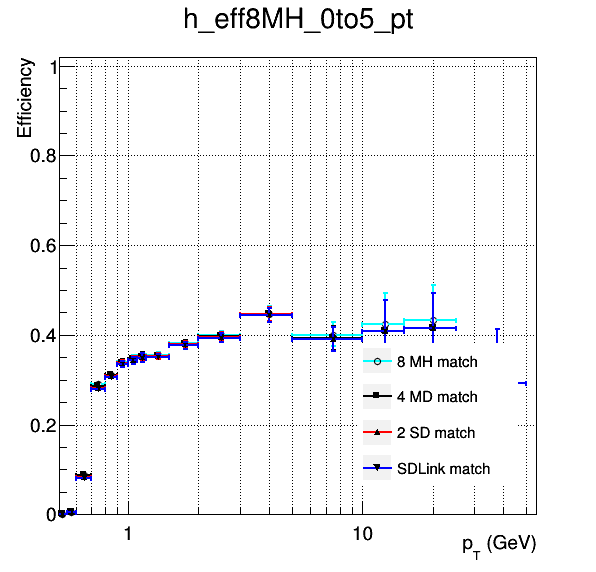 h_eff8MH_0to5_pt
Efficiency
1
0.8
0.6
0.4
0.2
0
8 MH match
4 MD match
2 SD match
SDLink match
1
10
p_T (GeV)